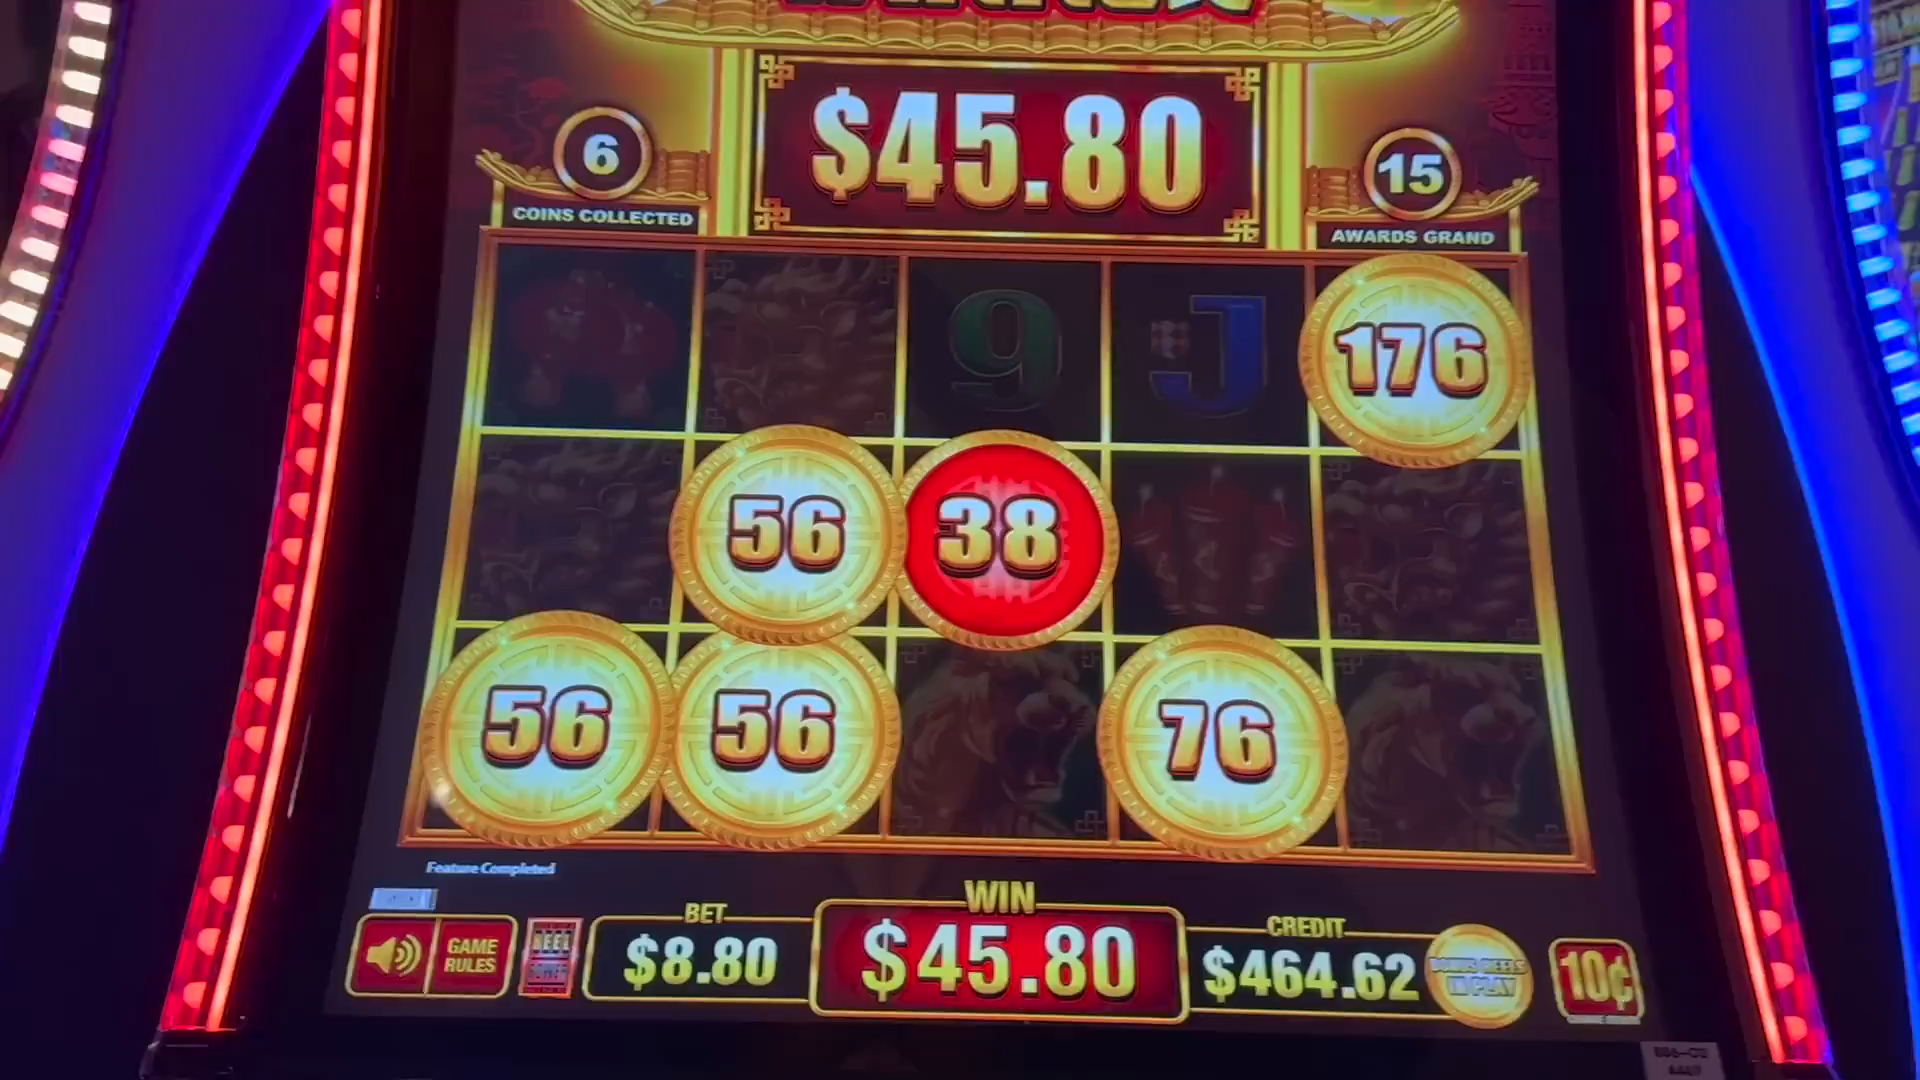 $45.80
6
15
COINS COLLECTED
AWARDS GRAND
9
J
176
56
38
56
56
76
Feature Completed
WIN
BET
CREDIT
GAME
RULES
$8.80
$45.80
$464.62
10¢